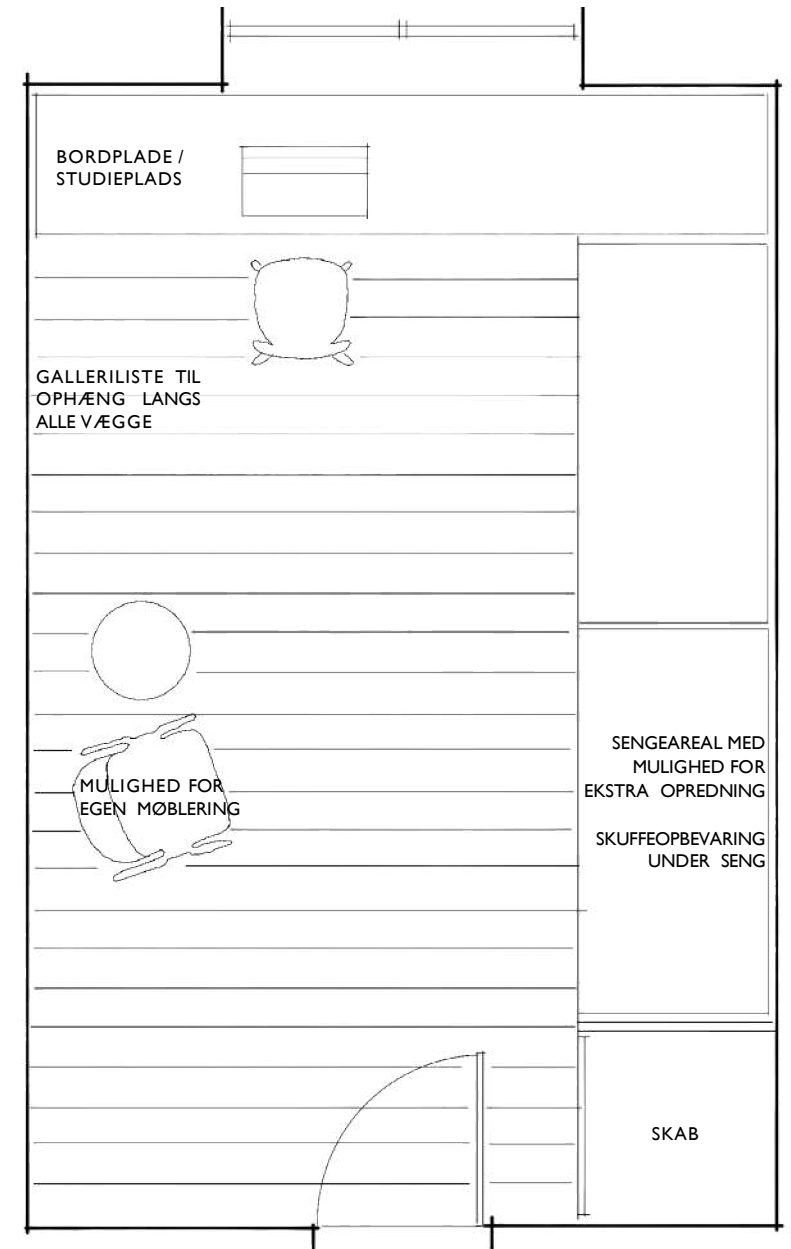 BORDPLADE /
STUDIEPLADS
GALLERILISTE TIL
OPHÆNG LANGS
ALLE VÆGGE
MULIGHED FOR
EGEN MØBLERING
SENGEAREAL MED
MULIGHED FOR
EKSTRA OPREDNING
SKUFFEOPBEVARING
UNDER SENG
SKAB